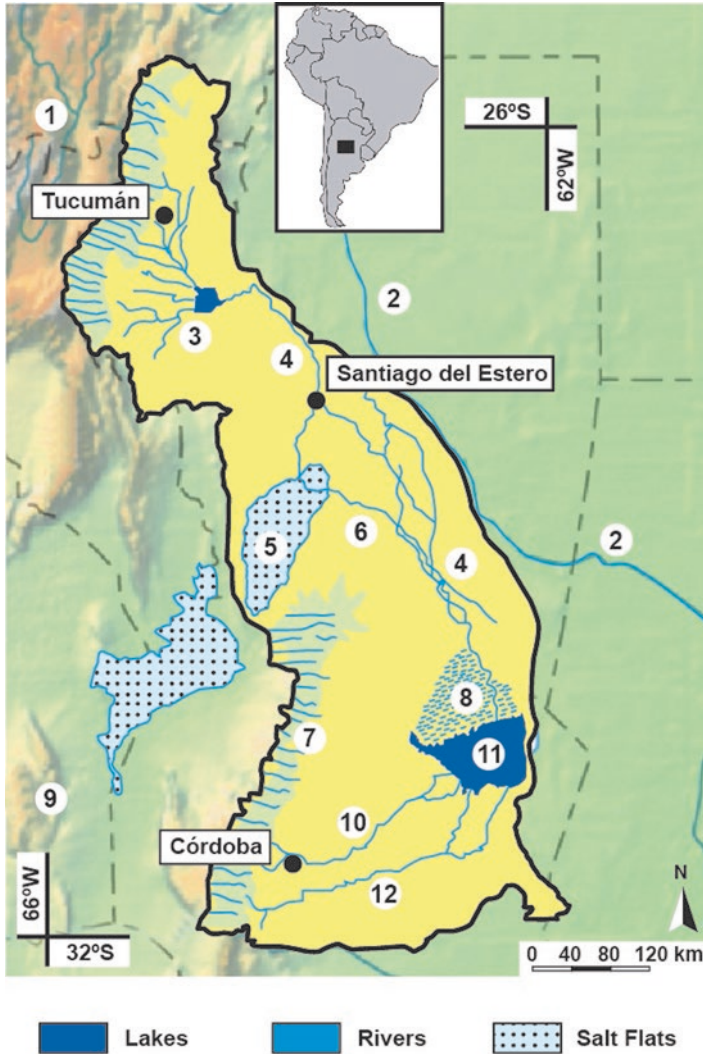 1
26ºS
62ºW
Tucumán
2
3
4
Santiago del Estero
5
6
2
4
7
8
11
9
10
Córdoba
12
66ºW
32ºS
N
0 40 80 120 km
Lakes
Rivers
Salt Flats